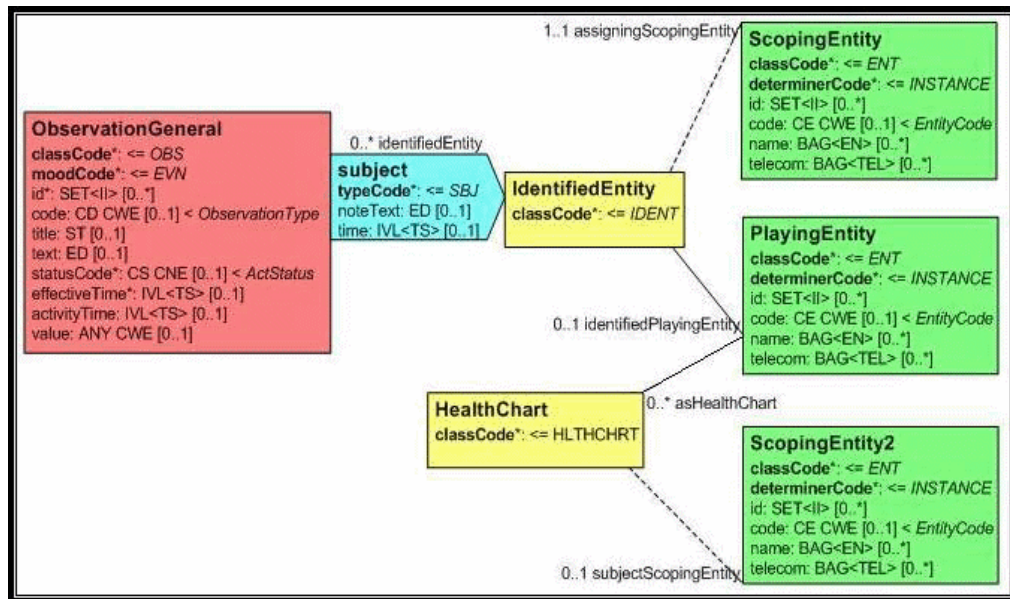 ObservationGeneral
classCode*: <= OBS
moodCode*: <= EVN
id*: SET<II> [0..*]
code: CD CWE [0..1] < ObservationType
title: ST [0..1]
text: ED [0..1]
statusCode*: CS CNE [0..1] < ActStatus
effectiveTime*: IVL<TS> [0..1]
activityTime: IVL<TS> [0..1]
value: ANY CWE [0..1]
0..* identifiedEntity
subject
typeCode*: <= SBJ
noteText: ED [0..1]
time: IVL<TS> [0..1]
IdentifiedEntity
classCode*: <= IDENT
1..1 assigningScopingEntity
ScopingEntity
classCode*: <= ENT
determinerCode*: <= INSTANCE
id: SET<II> [0..*]
code: CE CWE [0..1] < EntityCode
name: BAG<EN> [0..*]
telecom: BAG<TEL> [0..*]
PlayingEntity
classCode*: <= ENT
determinerCode*: <= INSTANCE
id: SET<II> [0..*]
code: CE CWE [0..1] < EntityCode
name: BAG<EN> [0..*]
telecom: BAG<TEL> [0..*]
0..1 identifiedPlayingEntity
HealthChart
classCode*: <= HLTHCHRT
0..* asHealthChart
ScopingEntity2
classCode*: <= ENT
determinerCode*: <= INSTANCE
id: SET<II> [0..*]
code: CE CWE [0..1] < EntityCode
name: BAG<EN> [0..*]
telecom: BAG<TEL> [0..*]
0..1 subjectScopingEntity